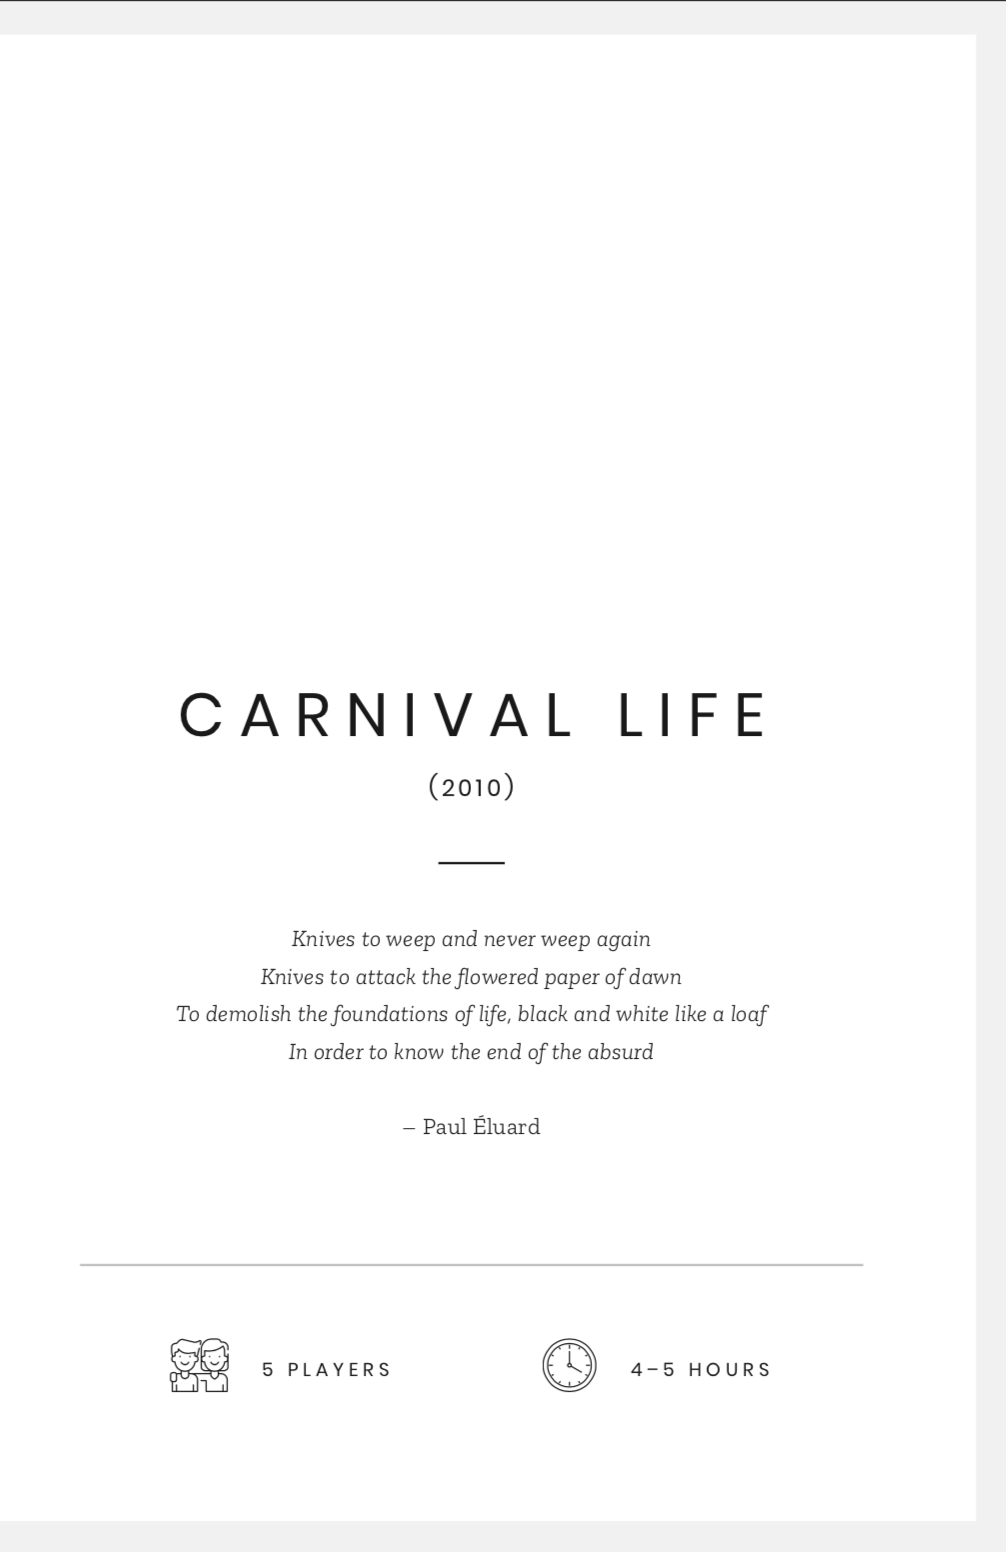 CARNIVAL LIFE
(2010)
Knives to weep and never weep again
Knives to attack the flowered paper of dawn
To demolish the foundations of life, black and white like a loaf
In order to know the end of the absurd
– Paul Éluard
5 PLAYERS
4–5 HOURS